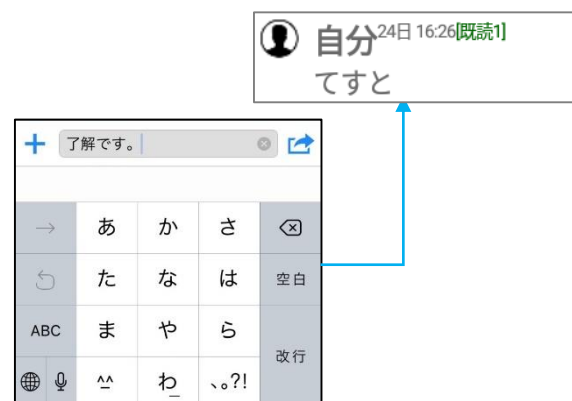 自分24日 16:26[既読1]
てすと
了解です。
→ あ か さ
た な は 空白
ABC ま や ら
改行
^^ わ_ 、。?!